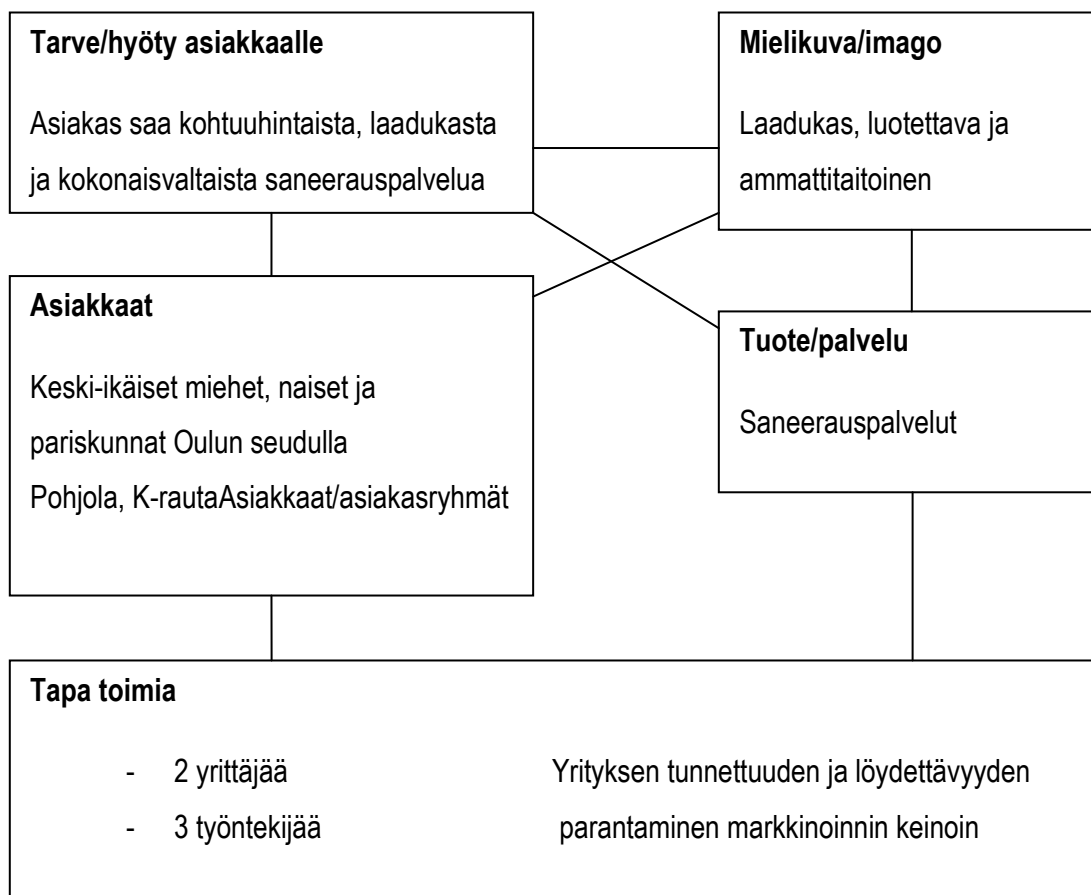 Tarve/hyöty asiakkaalle
Asiakas saa kohtuuhintaista, laadukasta
ja kokonaisvaltaista saneerauspalvelua
Mielikuva/imago
Laadukas, luotettava ja
ammattitaitoinen
Asiakkaat
Keski-ikäiset miehet, naiset ja
pariskunnat Oulun seudulla
Pohjola, K-rautaAsiakkaat/asiakasryhmät
Tuote/palvelu
Saneerauspalvelut
Tapa toimia
- 2 yrittäjää
- 3 työntekijää
Yrityksen tunnettuuden ja löydettävyyden
parantaminen markkinoinnin keinoin